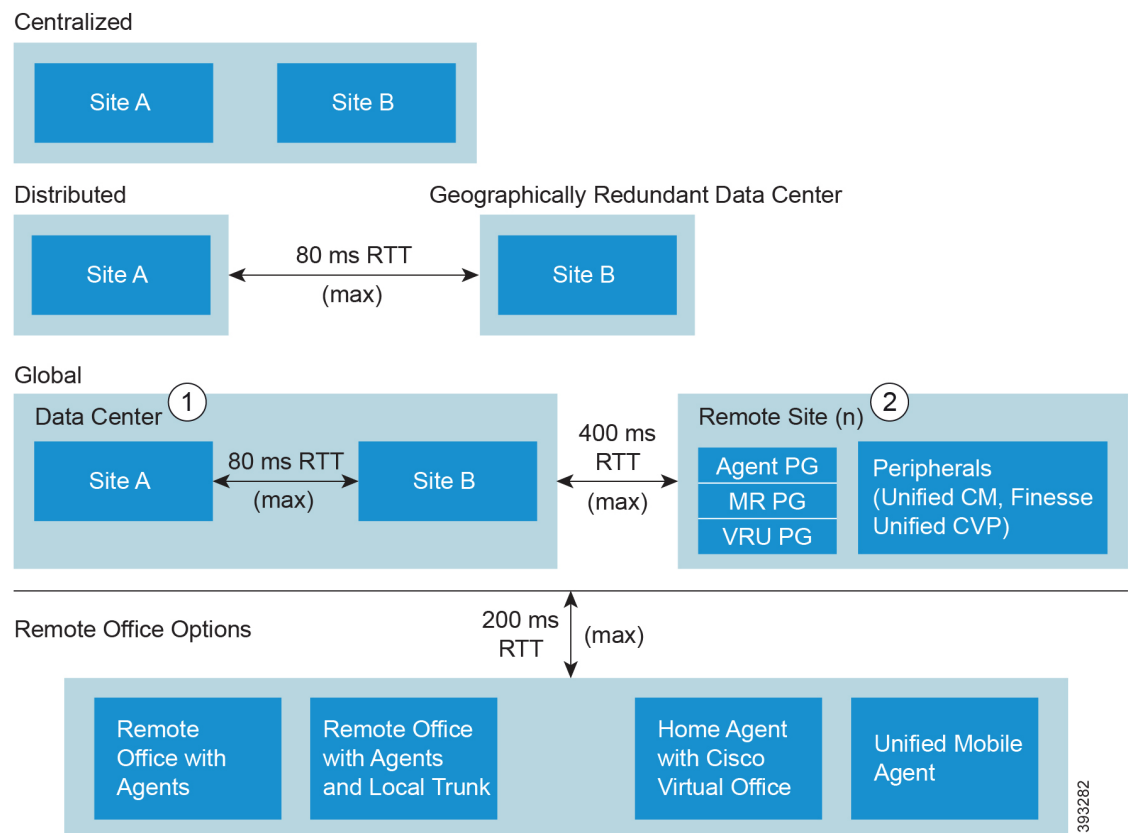 Centralized
Site A
Site B
Distributed
Geographically Redundant Data Center
Site A
80 ms RTT
(max)
Site B
Global
Data Center
1
Site A
80 ms RTT
(max)
Site B
400 ms
RTT
(max)
Remote Site (n)
2
Agent PG
MR PG
VRU PG
Peripherals
(Unified CM, Finesse
Unified CVP)
Remote Office Options
200 ms
RTT
(max)
Remote
Office with
Agents
Remote Office
with Agents
and Local Trunk
Home Agent
with Cisco
Virtual Office
Unified Mobile
Agent
393282